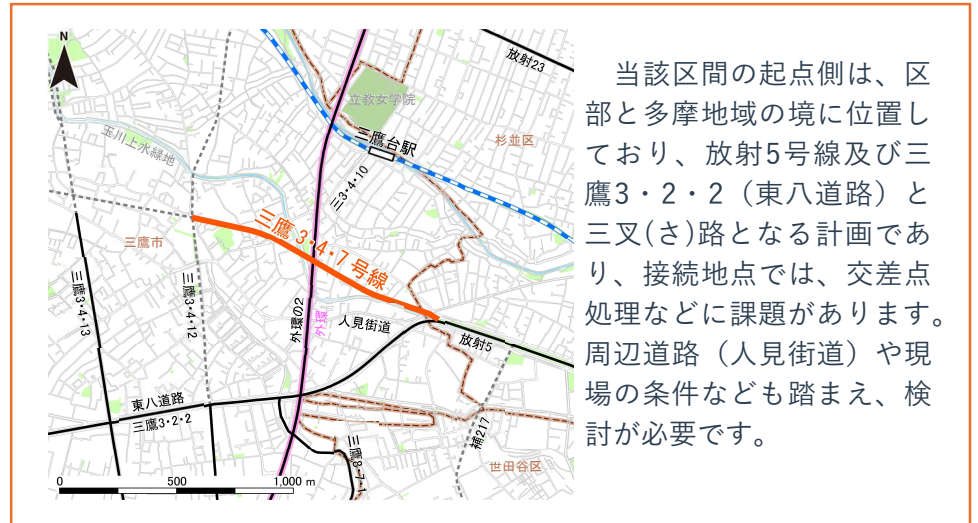 N
放射23
立教女学院
玉川上水緑地
三鷹台駅
杉並区
三・3・4・10
三鷹3・4・7号線
三鷹市
三鷹3・4・13
三鷹3・4・12
外環の2
外環
人見街道
放射5
東八道路
三鷹3・2・2
補217
三鷹8・7・1
世田谷区
0 500 1,000 m
当該区間の起点側は、区
部と多摩地域の境に位置し
ており、放射5号線及び三
鷹3・2・2（東八道路）と
三叉(さ)路となる計画であ
り、接続地点では、交差点
処理などに課題があります。
周辺道路（人見街道）や現
場の条件なども踏まえ、検
討が必要です。